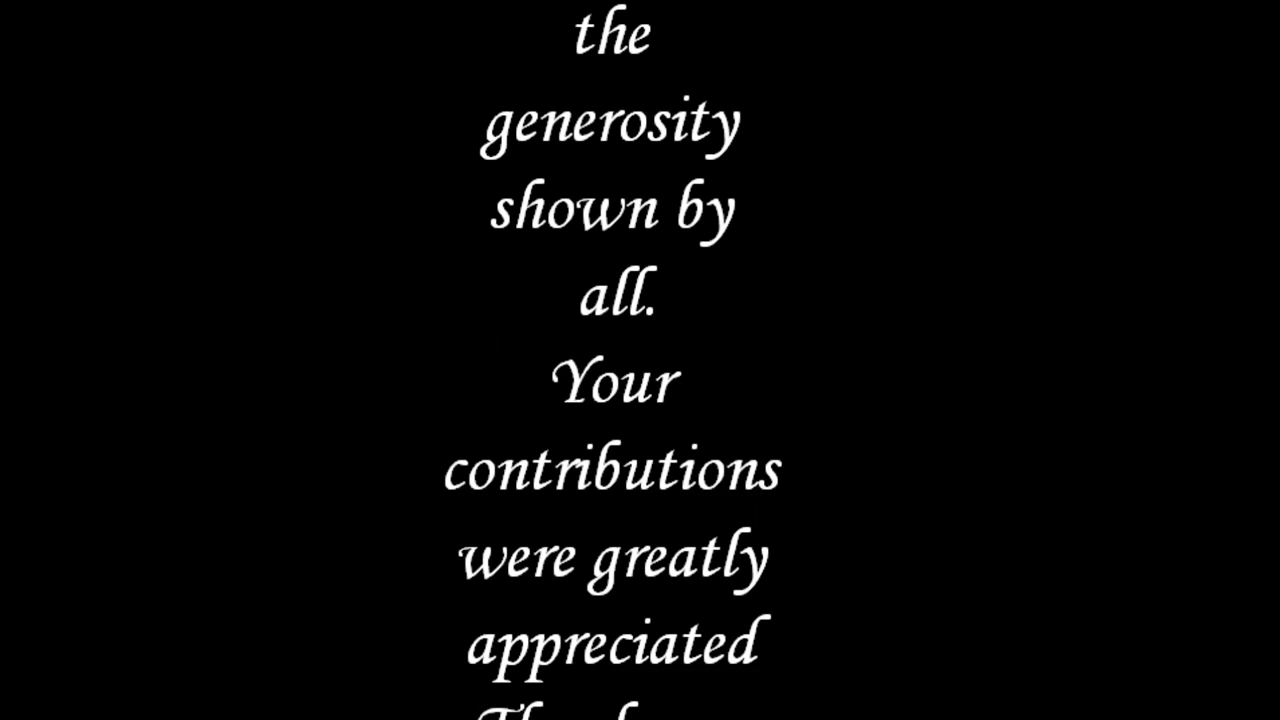 the
generosity
shown by
all.
Your
contributions
were greatly
appreciated